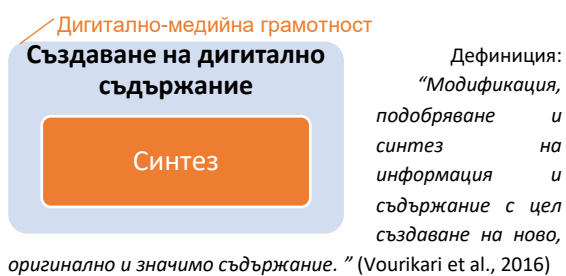 Дигитално-медийна грамотност
Създаване на дигитално
съдържание
Синтез
Дефиниция:
“Модификация,
подобряване и
синтез на
информация и
съдържание с цел
създаване на ново,
оригинално и значимо съдържание. ” (Vourikari et al., 2016)